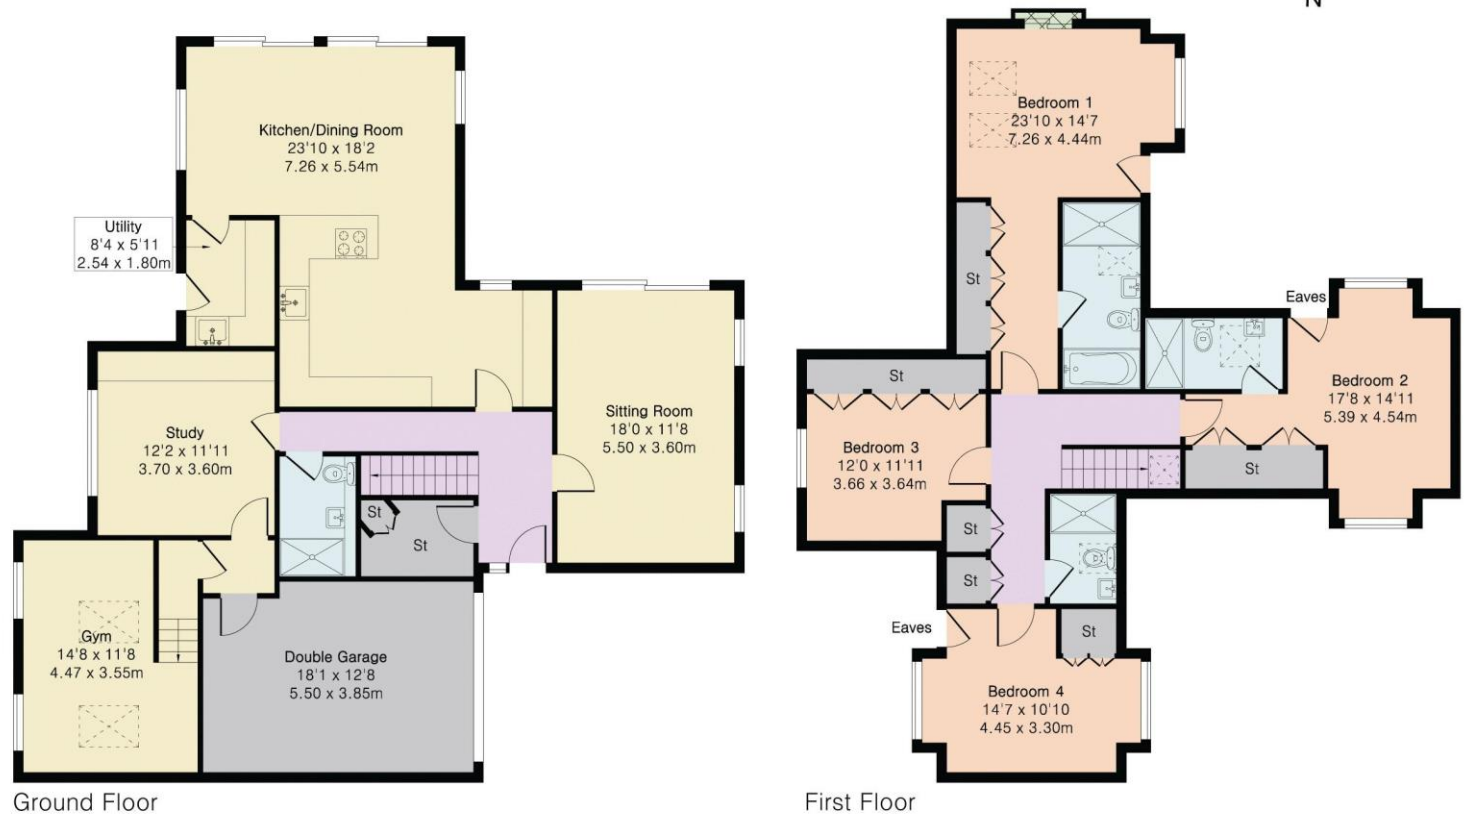 N
Kitchen/Dining Room
23'10 x 18'2
7.26 x 5.54m
Utility
8'4 x 5'11
2.54 x 1.80m
Study
12'2 x 11'11
3.70 x 3.60m
Sitting Room
18'0 x 11'8
5.50 x 3.60m
St
St
Gym
14'8 x 11'8
4.47 x 3.55m
Double Garage
18'1 x 12'8
5.50 x 3.85m
Ground Floor
Bedroom 1
23'10 x 14'7
7.26 x 4.44m
St
Eaves
St
Bedroom 2
17'8 x 14'11
5.39 x 4.54m
Bedroom 3
12'0 x 11'11
3.66 x 3.64m
St
St
St
Eaves
St
Bedroom 4
14'7 x 10'10
4.45 x 3.30m
First Floor